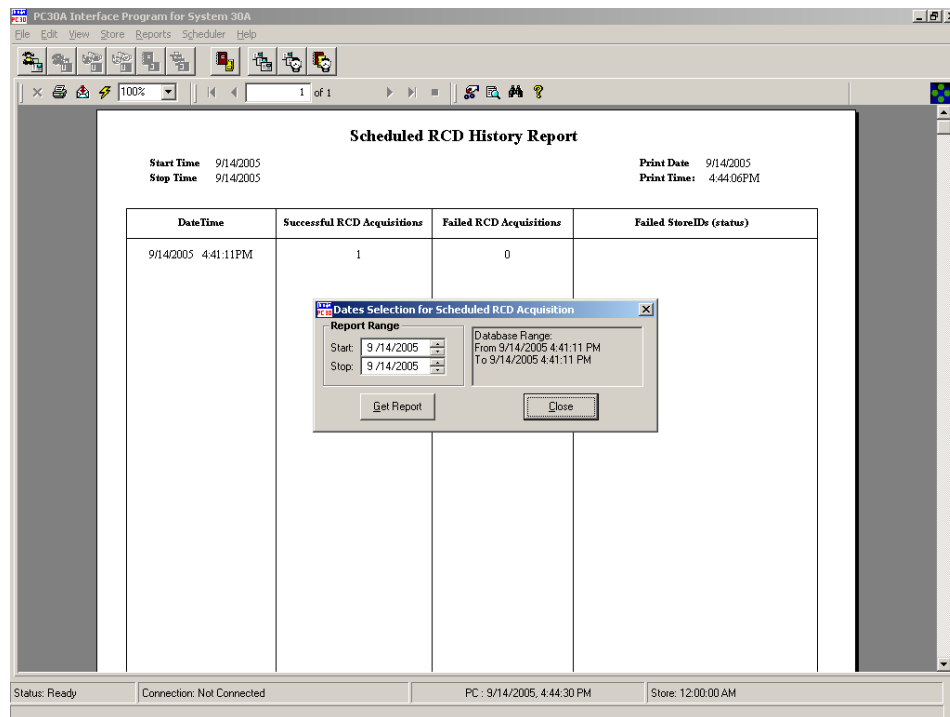 PC30A Interface Program for System 30A
File Edit View Store Reports Scheduler Help
100% 1 of 1
Scheduled RCD History Report
Start Time 9/14/2005 Print Date 9/14/2005
Stop Time 9/14/2005 Print Time: 4:44:06PM
DateTime Successful RCD Acquisitions Failed RCD Acquisitions Failed StoreIDs (status)
9/14/2005 4:41:11PM 1 0
Dates Selection for Scheduled RCD Acquisition
Report Range
Start: 9 /14/2005
Stop: 9 /14/2005
Database Range:
From 9/14/2005 4:41:11 PM
To 9/14/2005 4:41:11 PM
Get Report Close
Status: Ready Connection: Not Connected PC : 9/14/2005, 4:44:30 PM Store: 12:00:00 AM